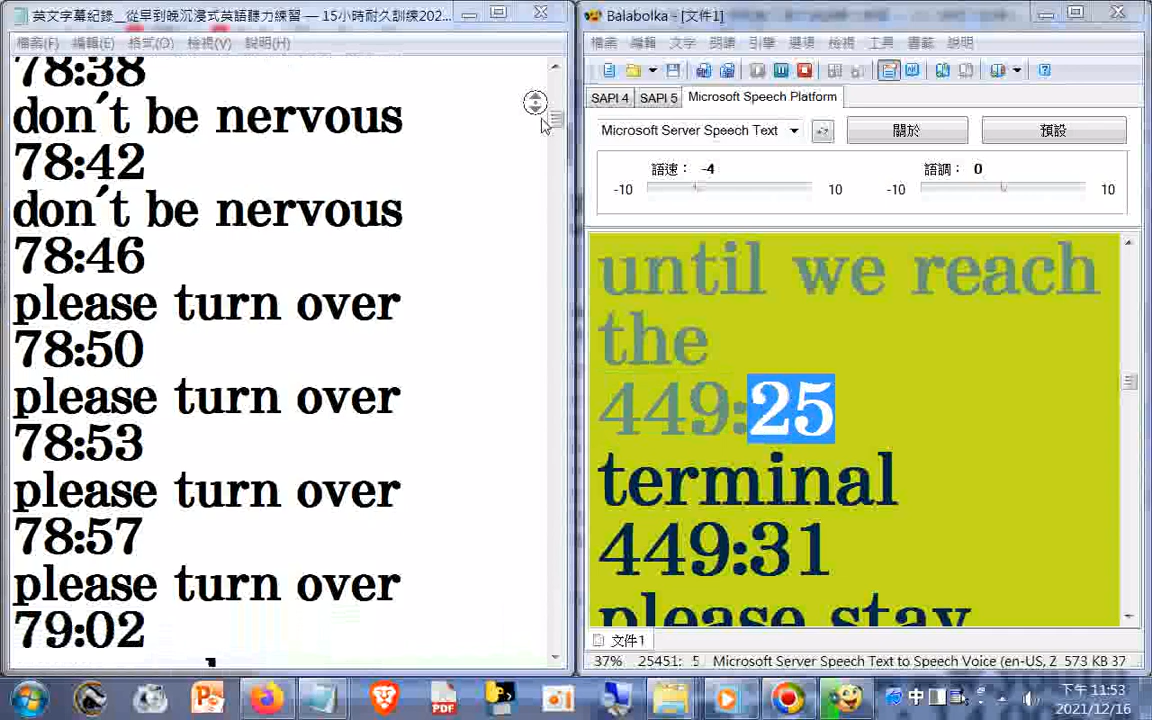 英文字幕紀錄__從早到晚沉浸式英語聽力練習 — 15小時耐久訓練202...
檔案(F) 編輯(E) 格式(O) 檢視(V) 說明(H)
78:38
don´t be nervous
78:42
don´t be nervous
78:46
please turn over
78:50
please turn over
78:53
please turn over
78:57
please turn over
79:02
Balabolka - [文件1]
檔案 編輯 文字 朗讀 引擎 選項 檢視 工具 書籤 說明
SAPI 4 SAPI 5 Microsoft Speech Platform
Microsoft Server Speech Text 關於 預設
語速： -4 語調： 0
-10 10 -10 10
until we reach
the
449:25
terminal
449:31
please stay
文件1
37% 25451: 5 Microsoft Server Speech Text to Speech Voice (en-US, 2 573 KB 37
PDF 中 下午 11:53
2021/12/16